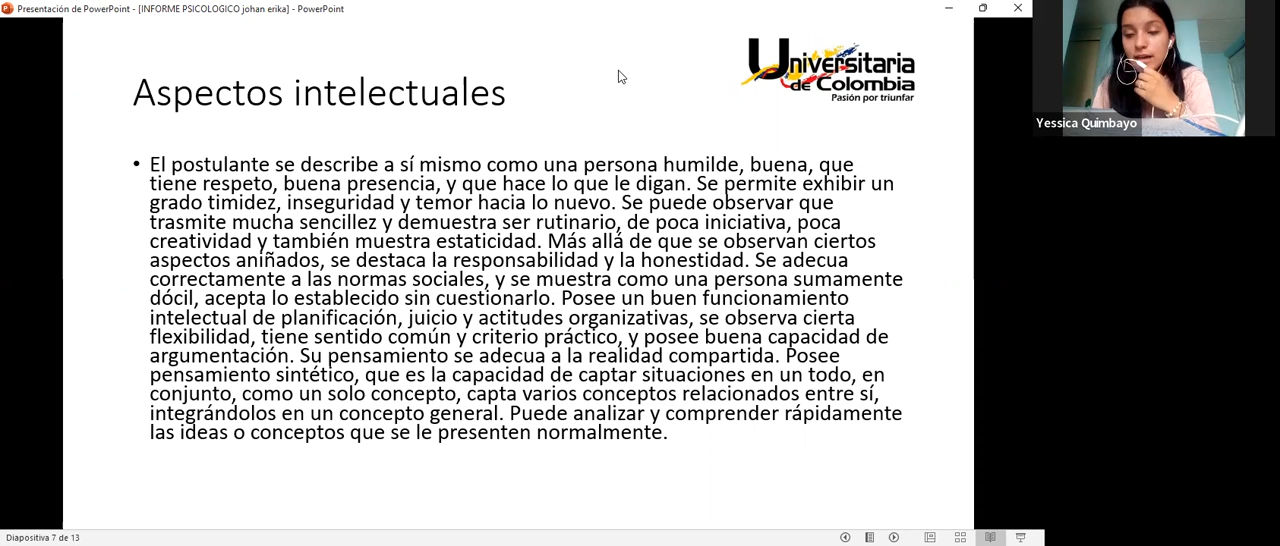 Presentación de PowerPoint - [INFORME PSICOLOGICO johan erika] - PowerPoint
Universitaria
de Colombia
Pasión por triunfar
Yessica Quimbayo
Aspectos intelectuales
• El postulante se describe a sí mismo como una persona humilde, buena, que
tiene respeto, buena presencia, y que hace lo que le digan. Se permite exhibir un
grado timidez, inseguridad y temor hacia lo nuevo. Se puede observar que
trasmite mucha sencillez y demuestra ser rutinario, de poca iniciativa, poca
creatividad y también muestra estaticidad. Más allá de que se observan ciertos
aspectos aniñados, se destaca la responsabilidad y la honestidad. Se adecua
correctamente a las normas sociales, y se muestra como una persona sumamente
dócil, acepta lo establecido sin cuestionarlo. Posee un buen funcionamiento
intelectual de planificación, juicio y actitudes organizativas, se observa cierta
flexibilidad, tiene sentido común y criterio práctico, y posee buena capacidad de
argumentación. Su pensamiento se adecua a la realidad compartida. Posee
pensamiento sintético, que es la capacidad de captar situaciones en un todo, en
conjunto, como un solo concepto, capta varios conceptos relacionados entre sí,
integrándolos en un concepto general. Puede analizar y comprender rápidamente
las ideas o conceptos que se le presenten normalmente.
Diapositiva 7 de 13